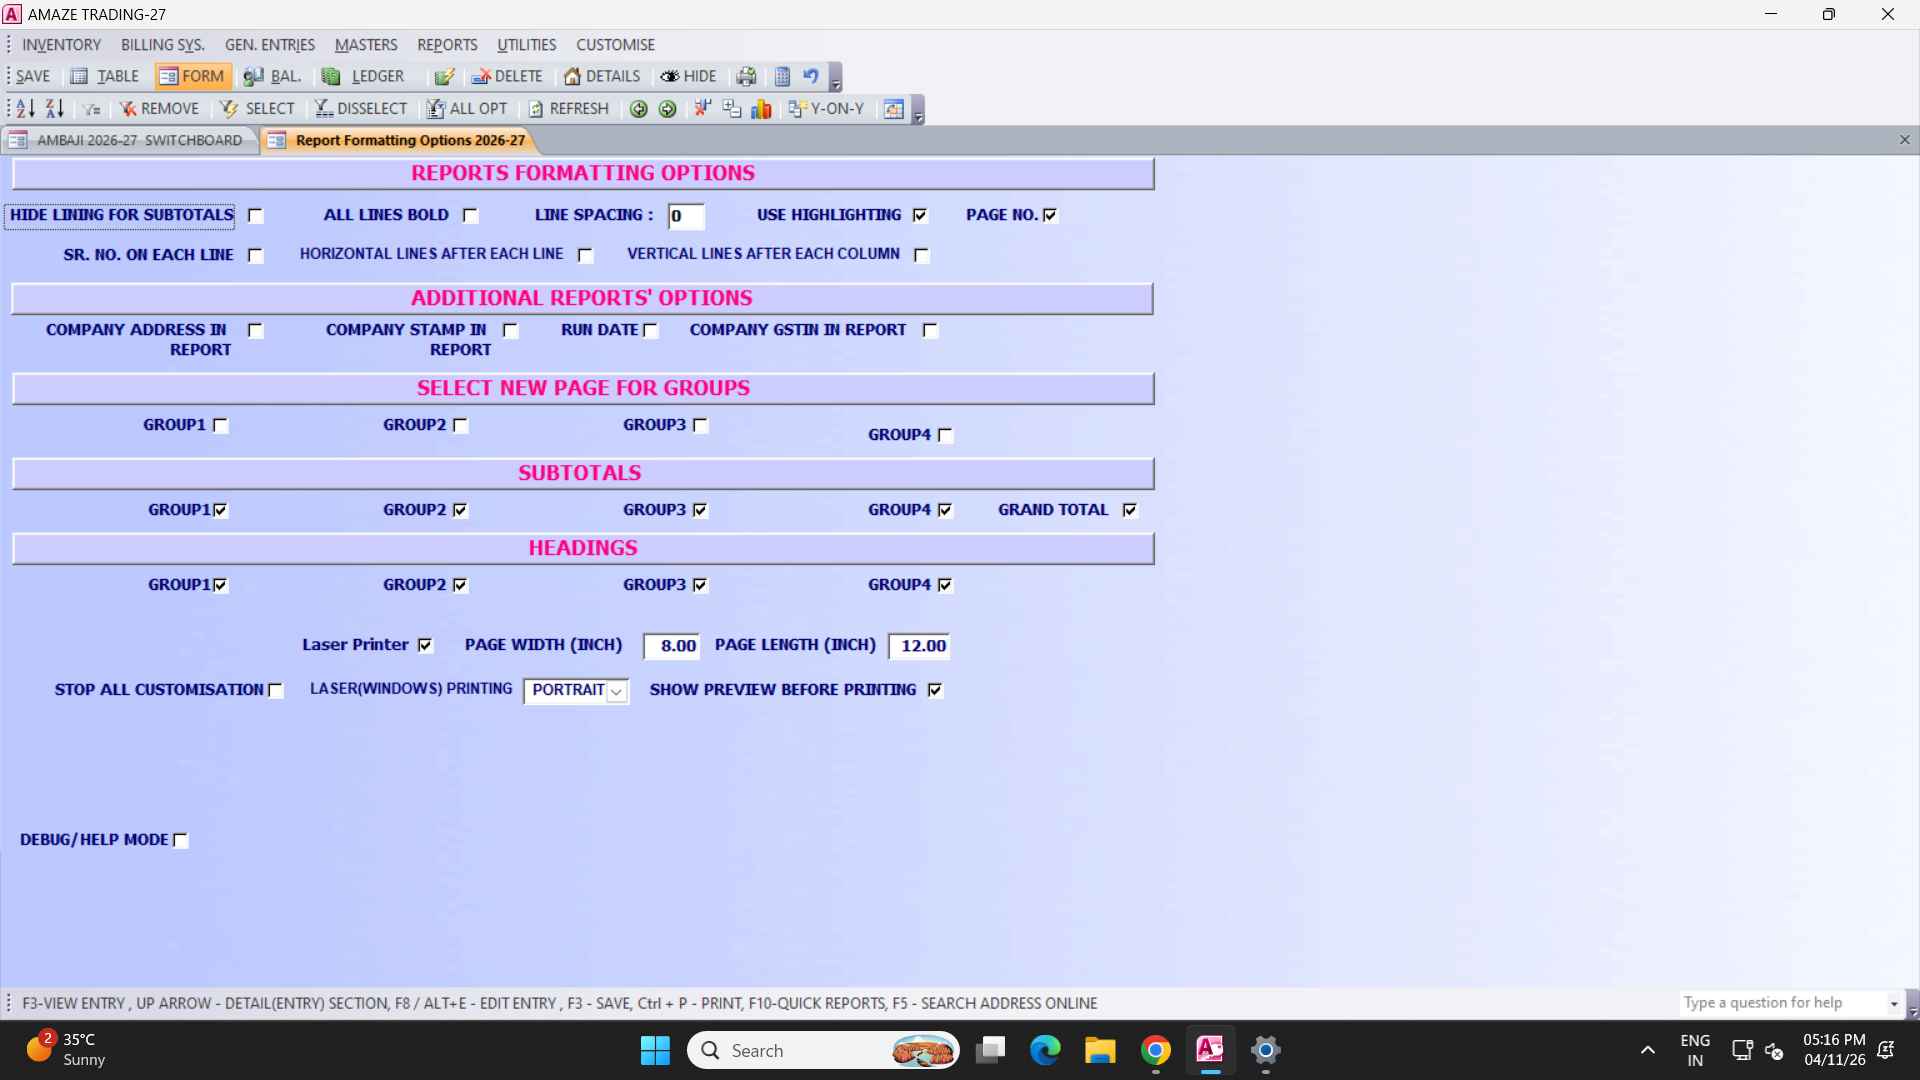 AMAZE TRADING-27
INVENTORY BILLING SYS. GEN. ENTRIES MASTERS REPORTS UTILITIES CUSTOMISE
SAVE TABLE FORM BAL. LEDGER DELETE DETAILS HIDE
REMOVE SELECT DISSELECT ALL OPT REFRESH Y-ON-Y
AMBAJI 2026-27 SWITCHBOARD Report Formatting Options 2026-27
REPORTS FORMATTING OPTIONS
HIDE LINING FOR SUBTOTALS ALL LINES BOLD LINE SPACING : 0 USE HIGHLIGHTING PAGE NO.
SR. NO. ON EACH LINE HORIZONTAL LINES AFTER EACH LINE VERTICAL LINES AFTER EACH COLUMN
ADDITIONAL REPORTS' OPTIONS
COMPANY ADDRESS IN REPORT COMPANY STAMP IN REPORT RUN DATE COMPANY GSTIN IN REPORT
SELECT NEW PAGE FOR GROUPS
GROUP1 GROUP2 GROUP3 GROUP4
SUBTOTALS
GROUP1 GROUP2 GROUP3 GROUP4 GRAND TOTAL
HEADINGS
GROUP1 GROUP2 GROUP3 GROUP4
Laser Printer PAGE WIDTH (INCH) 8.00 PAGE LENGTH (INCH) 12.00
STOP ALL CUSTOMISATION LASER(WINDOWS) PRINTING PORTRAIT SHOW PREVIEW BEFORE PRINTING
DEBUG/HELP MODE
F3-VIEW ENTRY , UP ARROW - DETAIL(ENTRY) SECTION, F8 / ALT+E - EDIT ENTRY , F3 - SAVE, Ctrl + P - PRINT, F10-QUICK REPORTS, F5 - SEARCH ADDRESS ONLINE Type a question for help
2 35°C Search ENG 05:16 PM
Sunny IN 04/11/26